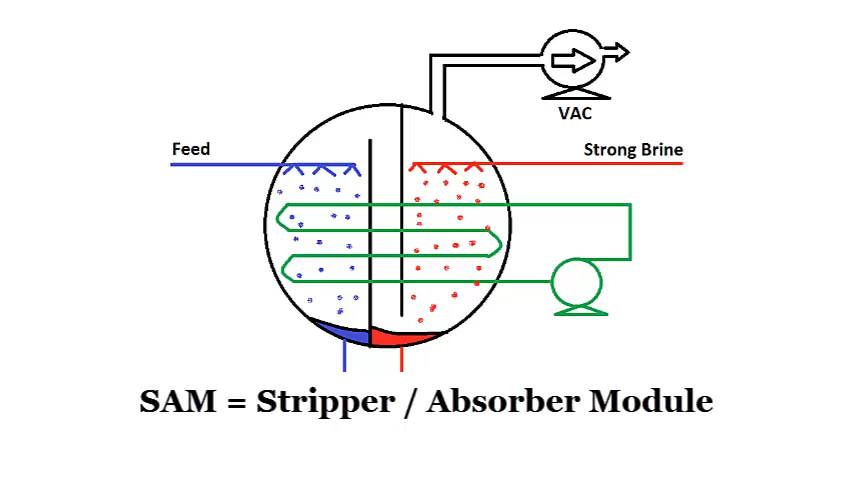 VAC
Feed
Strong Brine
SAM = Stripper / Absorber Module